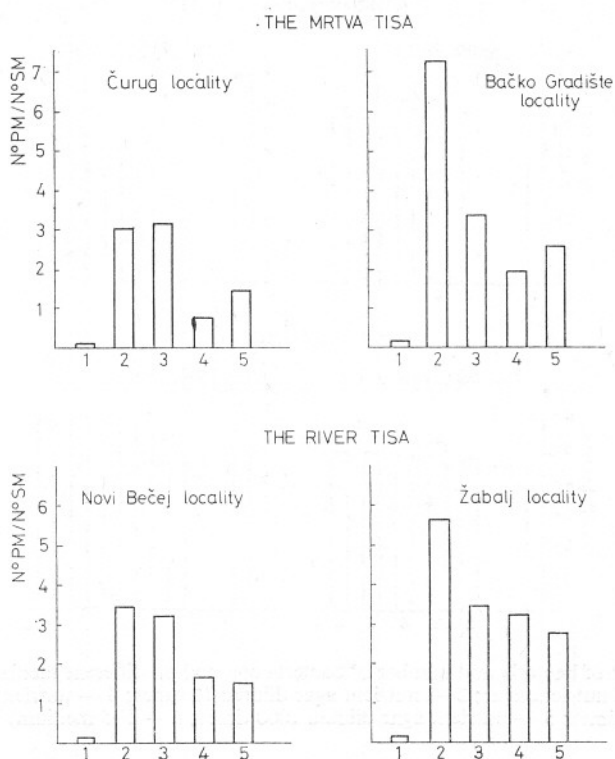 THE MRTVA TISA
N° PM/N° SM
7
6
5
4
3
2
1
Čurug locality
1 2 3 4 5
Bačko Gradište
locality
1 2 3 4 5
THE RIVER TISA
N° PM/N° SM
6
5
4
3
2
1
Novi Bečej locality
1 2 3 4 5
Žabalj locality
1 2 3 4 5